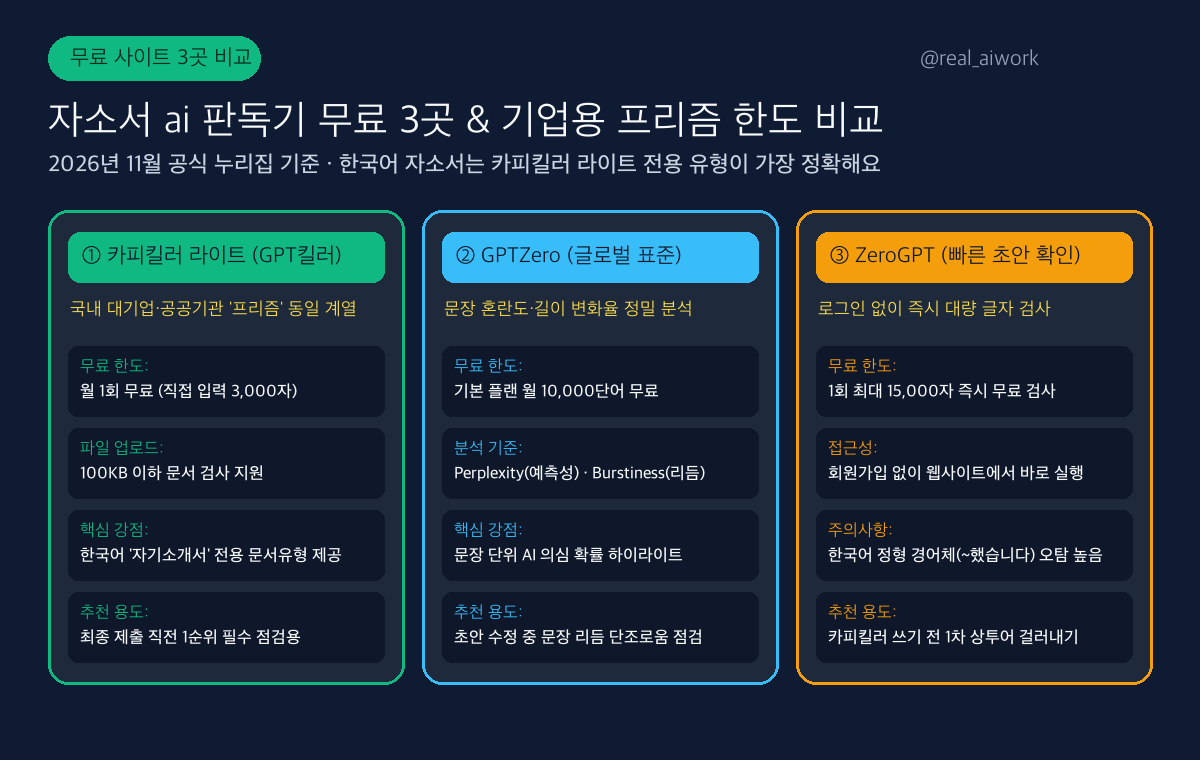 무료 사이트 3곳 비교
@real_aiwork
자소서 ai 판독기 무료 3곳 & 기업용 프리즘 한도 비교
2026년 11월 공식 누리집 기준 · 한국어 자소서는 카피킬러 라이트 전용 유형이 가장 정확해요
① 카피킬러 라이트 (GPT킬러)
국내 대기업·공공기관 '프리즘' 동일 계열
무료 한도:
월 1회 무료 (직접 입력 3,000자)
파일 업로드:
100KB 이하 문서 검사 지원
핵심 강점:
한국어 '자기소개서' 전용 문서유형 제공
추천 용도:
최종 제출 직전 1순위 필수 점검용
② GPTZero (글로벌 표준)
문장 혼란도·길이 변화율 정밀 분석
무료 한도:
기본 플랜 월 10,000단어 무료
분석 기준:
Perplexity(예측성) · Burstiness(리듬)
핵심 강점:
문장 단위 AI 의심 확률 하이라이트
추천 용도:
초안 수정 중 문장 리듬 단조로움 점검
③ ZeroGPT (빠른 초안 확인)
로그인 없이 즉시 대량 글자 검사
무료 한도:
1회 최대 15,000자 즉시 무료 검사
접근성:
회원가입 없이 웹사이트에서 바로 실행
주의사항:
한국어 정형 경어체(~했습니다) 오탐 높음
추천 용도:
카피킬러 쓰기 전 1차 상투어 걸러내기